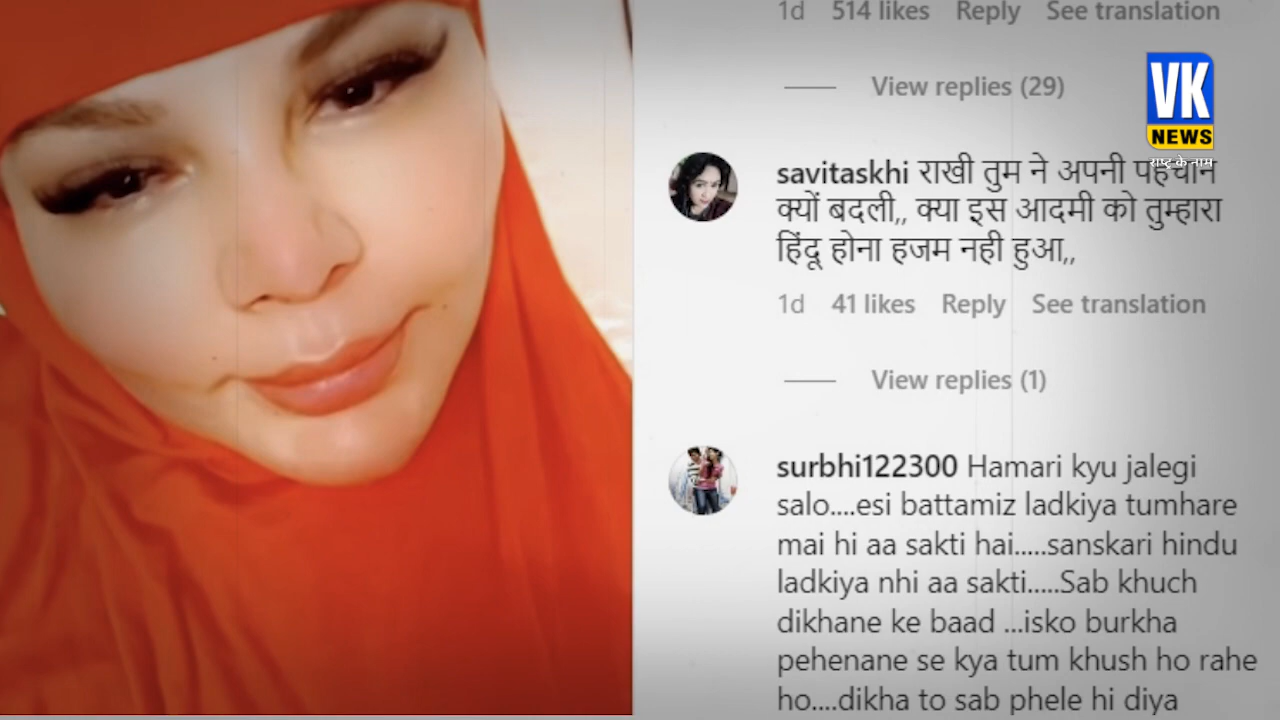 1d 514 likes Reply See translation
View replies (29)
VK
NEWS
राष्ट्र के नाम
savitaskhi राखी तुम ने अपनी पहचान
क्यों बदली,, क्या इस आदमी को तुम्हारा
हिंदू होना हजम नही हुआ,,
1d 41 likes Reply See translation
View replies (1)
surbhi122300 Hamari kyu jalegi
salo....esi battamiz ladkiya tumhare
mai hi aa sakti hai.....sanskari hindu
ladkiya nhi aa sakti.....Sab khuch
dikhane ke baad ...isko burkha
pehenane se kya tum khush ho rahe
ho....dikha to sab phele hi diya